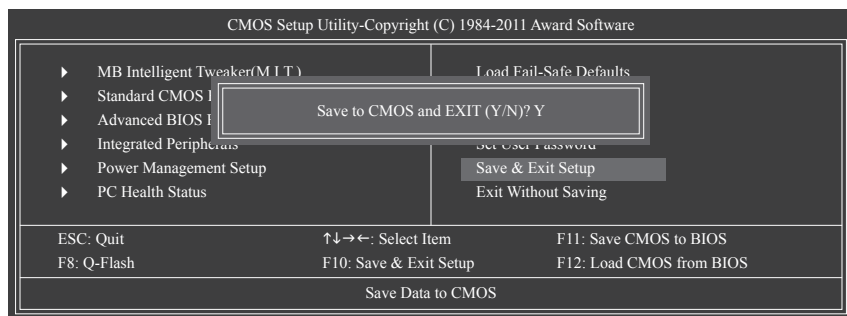 CMOS Setup Utility-Copyright (C) 1984-2011 Award Software
MB Intelligent Tweaker(M.I.T.)
Standard CMOS
Advanced BIOS
Integrated Peripherals
Power Management Setup
PC Health Status
Load Fail-Safe Defaults
Set User Password
Save & Exit Setup
Exit Without Saving
Save to CMOS and EXIT (Y/N)? Y
ESC: Quit ↑↓→←: Select Item F11: Save CMOS to BIOS
F8: Q-Flash F10: Save & Exit Setup F12: Load CMOS from BIOS
Save Data to CMOS